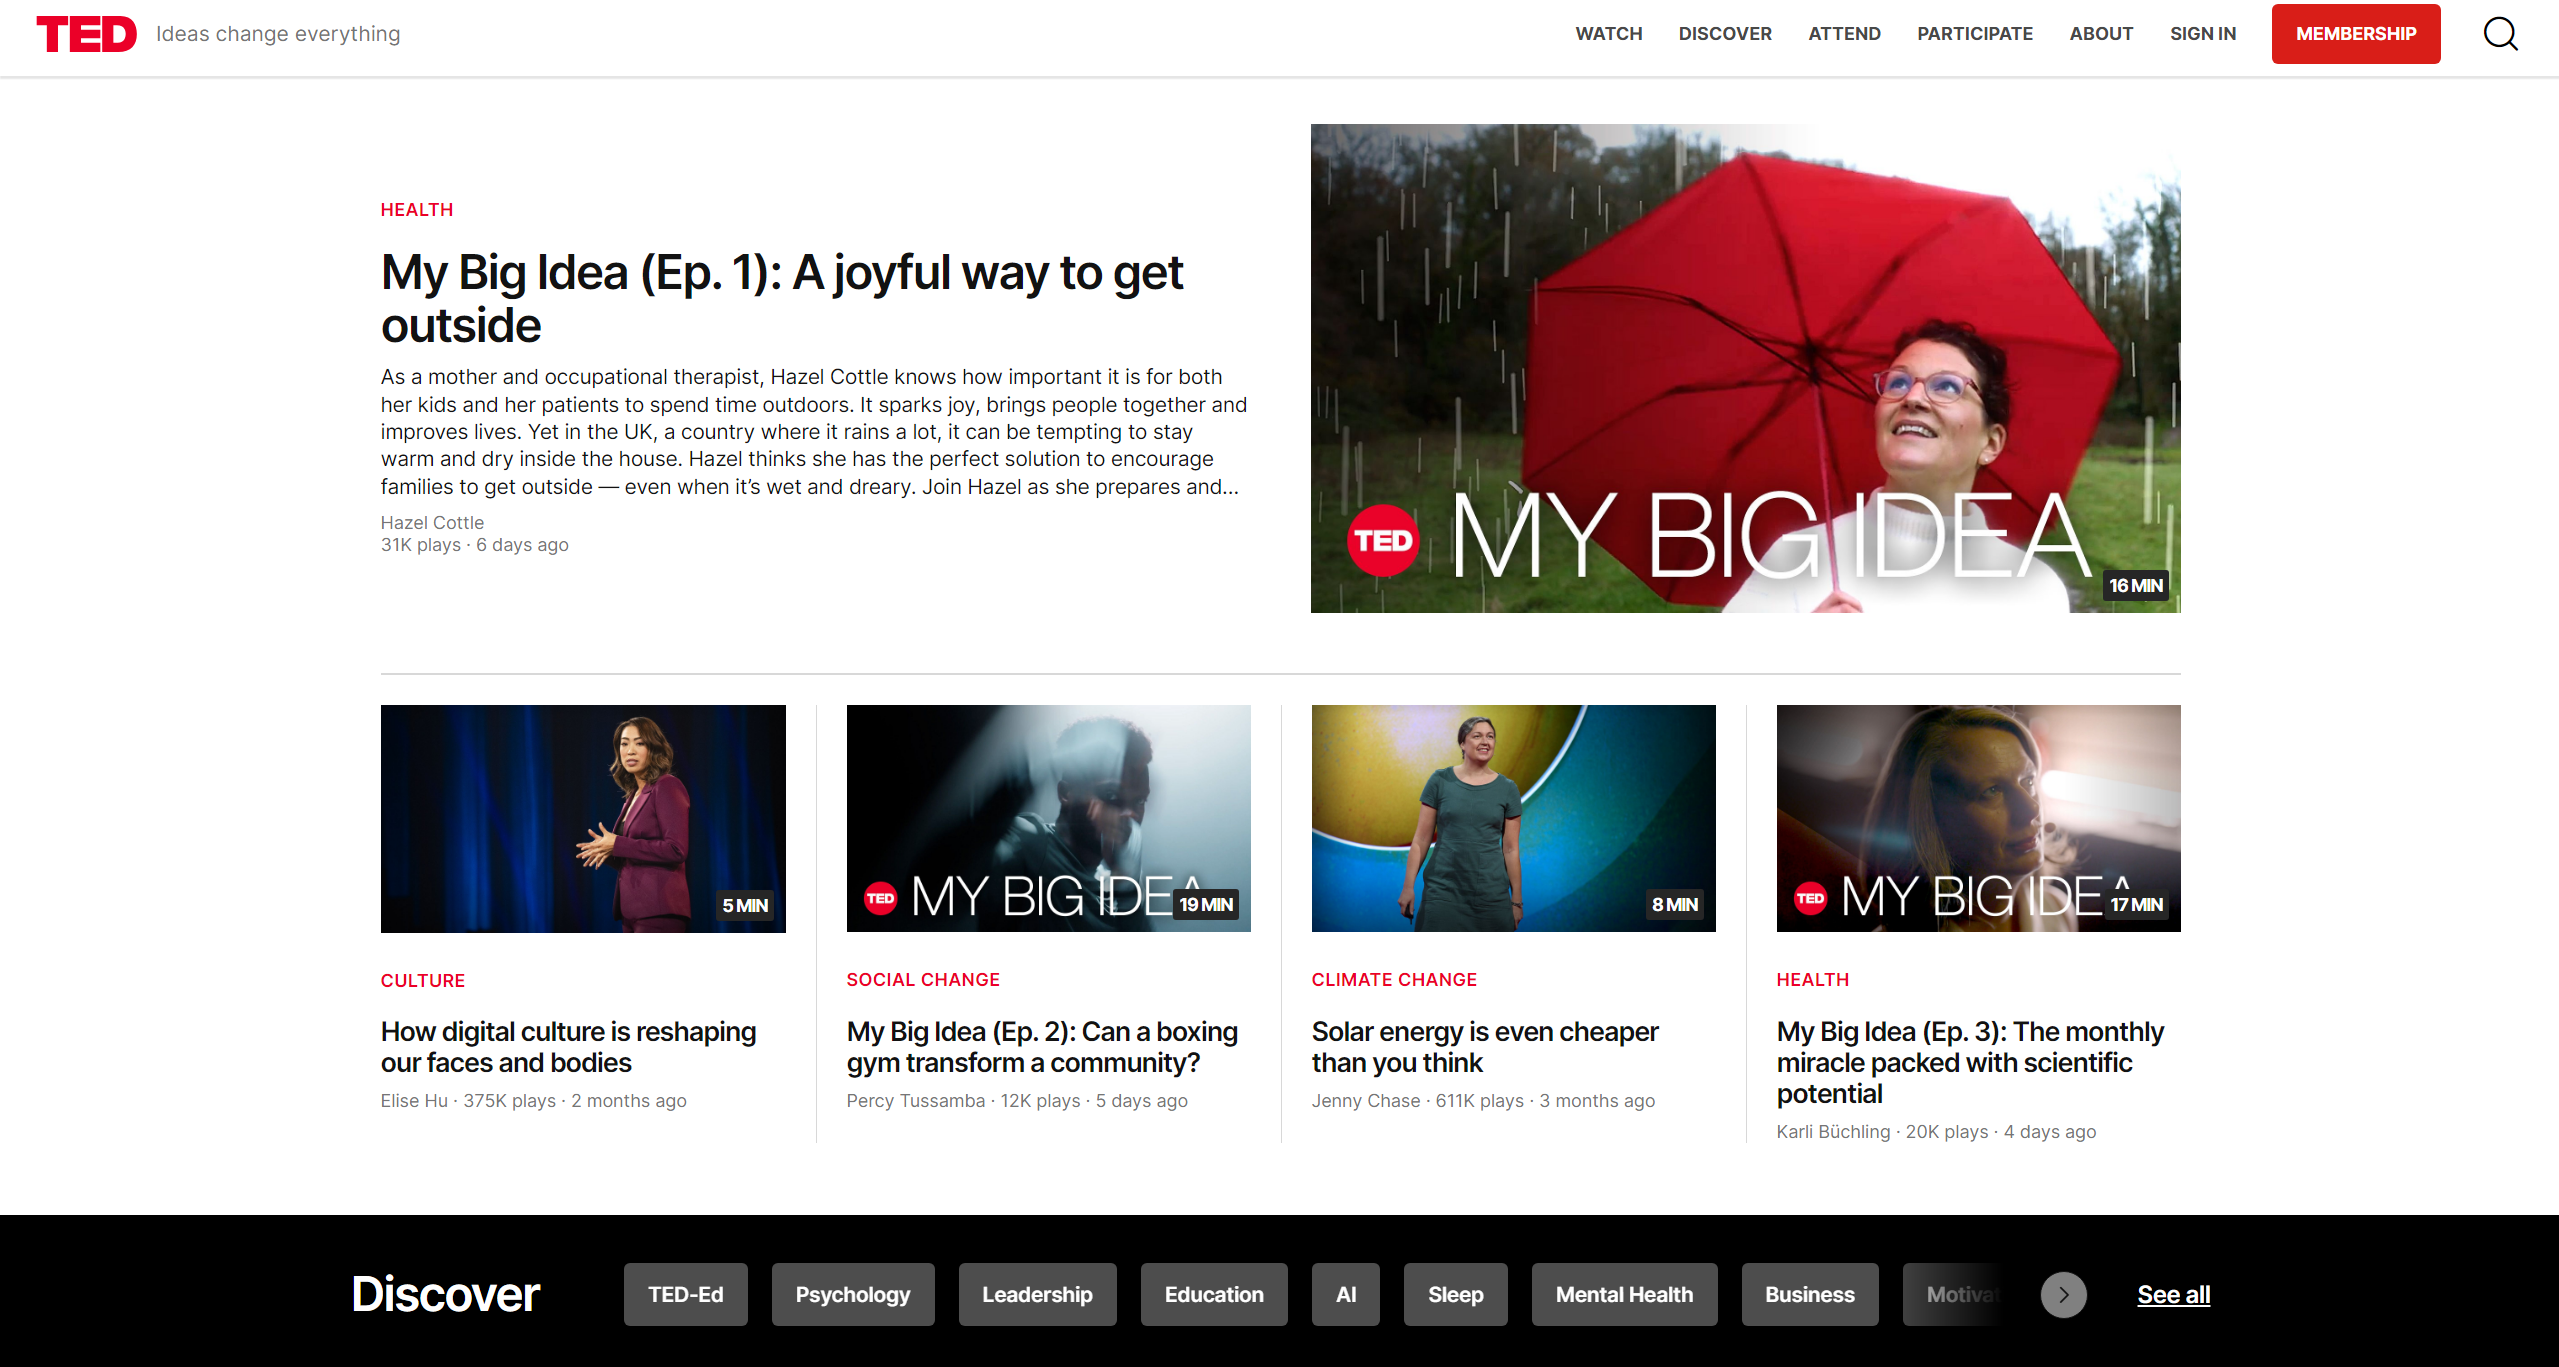 TED Ideas change everything WATCH DISCOVER ATTEND PARTICIPATE ABOUT SIGN IN MEMBERSHIP
HEALTH
My Big Idea (Ep. 1): A joyful way to get
outside
As a mother and occupational therapist, Hazel Cottle knows how important it is for both
her kids and her patients to spend time outdoors. It sparks joy, brings people together and
improves lives. Yet in the UK, a country where it rains a lot, it can be tempting to stay
warm and dry inside the house. Hazel thinks she has the perfect solution to encourage
families to get outside — even when it’s wet and dreary. Join Hazel as she prepares and...
Hazel Cottle
31K plays · 6 days ago
TED MY BIG IDEA
16 MIN
5 MIN
CULTURE
How digital culture is reshaping
our faces and bodies
Elise Hu · 375K plays · 2 months ago
TED MY BIG IDEA
19 MIN
SOCIAL CHANGE
My Big Idea (Ep. 2): Can a boxing
gym transform a community?
Percy Tussamba · 12K plays · 5 days ago
8 MIN
CLIMATE CHANGE
Solar energy is even cheaper
than you think
Jenny Chase · 611K plays · 3 months ago
TED MY BIG IDEA
17 MIN
HEALTH
My Big Idea (Ep. 3): The monthly
miracle packed with scientific
potential
Karli Büchling · 20K plays · 4 days ago
Discover TED-Ed Psychology Leadership Education AI Sleep Mental Health Business Motivat See all